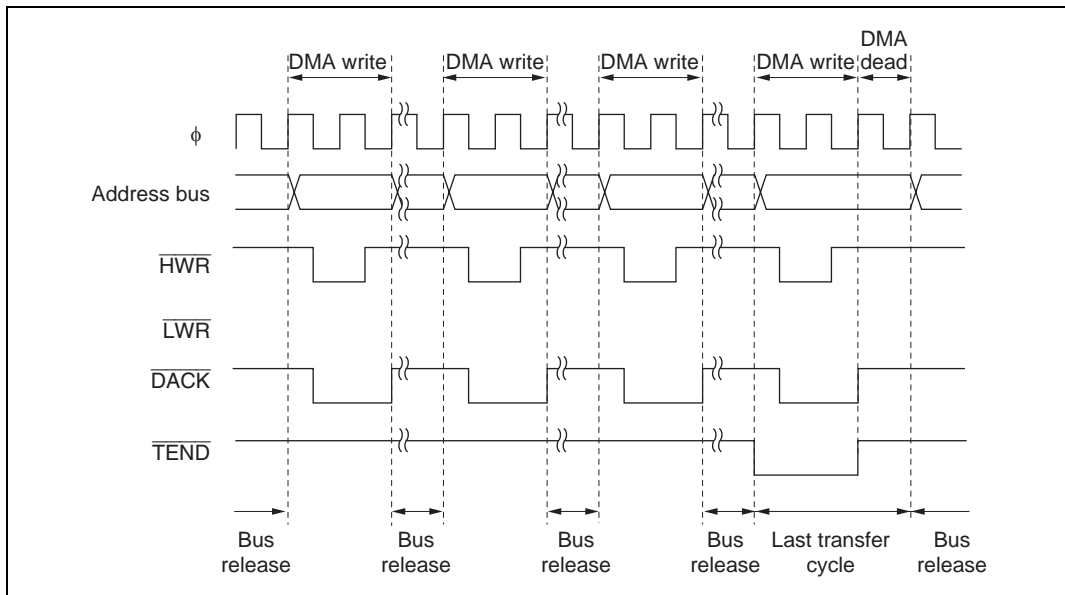 DMA
DMA write DMA write DMA write DMA write dead
ϕ
Address bus
HWR
LWR
DACK
TEND
Bus release
Bus release
Bus release
Bus release
Last transfer cycle
Bus release